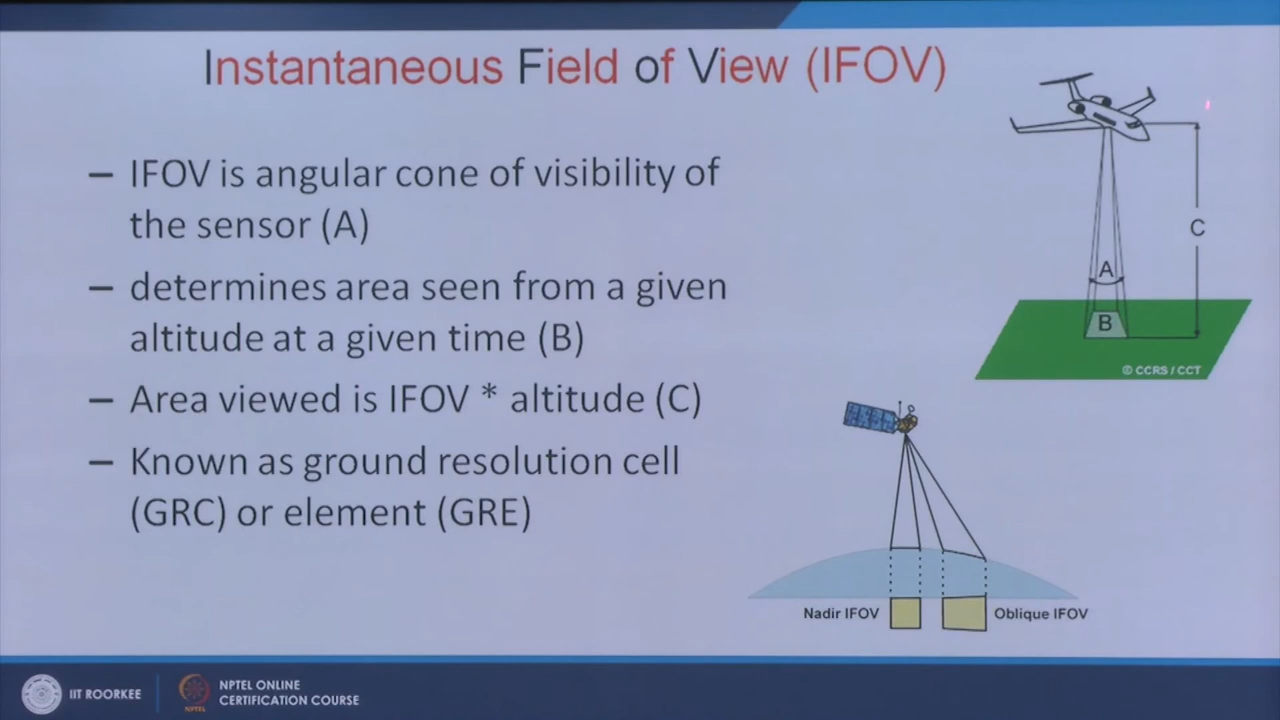 Instantaneous Field of View (IFOV)
– IFOV is angular cone of visibility of
the sensor (A)
– determines area seen from a given
altitude at a given time (B)
– Area viewed is IFOV * altitude (C)
– Known as ground resolution cell
(GRC) or element (GRE)
C
A
B
© CCRS / CCT
Nadir IFOV
Oblique IFOV
IIT ROORKEE
NPTEL
NPTEL ONLINE
CERTIFICATION COURSE